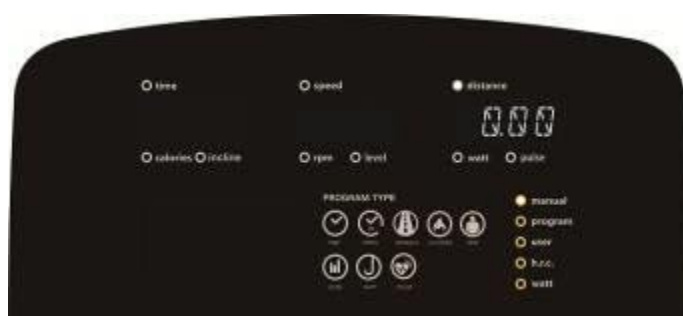 time speed distance
0.00
calories incline rpm level watt pulse
PROGRAM TYPE
manual
program
user
h.r.c.
watt